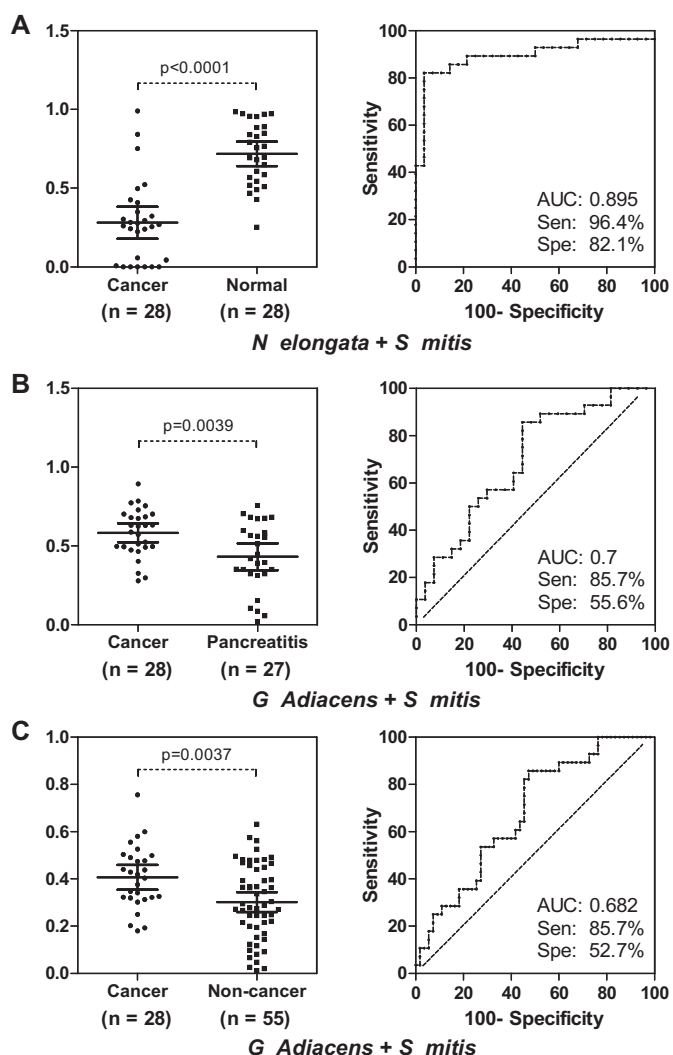 A
1.5
1.0
0.5
0.0
p<0.0001
Cancer
(n = 28)
Normal
(n = 28)
Sensitivity
100
80
60
40
20
0
AUC: 0.895
Sen: 96.4%
Spe: 82.1%
0 20 40 60 80 100
100- Specificity
N elongata + S mitis
B
1.5
1.0
0.5
0.0
p=0.0039
Cancer
(n = 28)
Pancreatitis
(n = 27)
Sensitivity
100
80
60
40
20
0
AUC: 0.7
Sen: 85.7%
Spe: 55.6%
0 20 40 60 80 100
100- Specificity
G Adiacens + S mitis
C
1.0
0.8
0.6
0.4
0.2
0.0
p=0.0037
Cancer
(n = 28)
Non-cancer
(n = 55)
Sensitivity
100
80
60
40
20
0
AUC: 0.682
Sen: 85.7%
Spe: 52.7%
0 20 40 60 80 100
100- Specificity
G Adiacens + S mitis